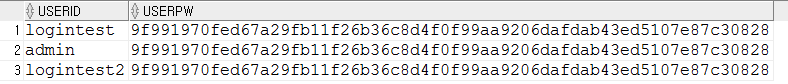 USERID USERPW
1 logintest 9f991970fed67a29fb11f26b36c8d4f0f99aa9206dafdab43ed5107e87c30828
2 admin 9f991970fed67a29fb11f26b36c8d4f0f99aa9206dafdab43ed5107e87c30828
3 logintest2 9f991970fed67a29fb11f26b36c8d4f0f99aa9206dafdab43ed5107e87c30828